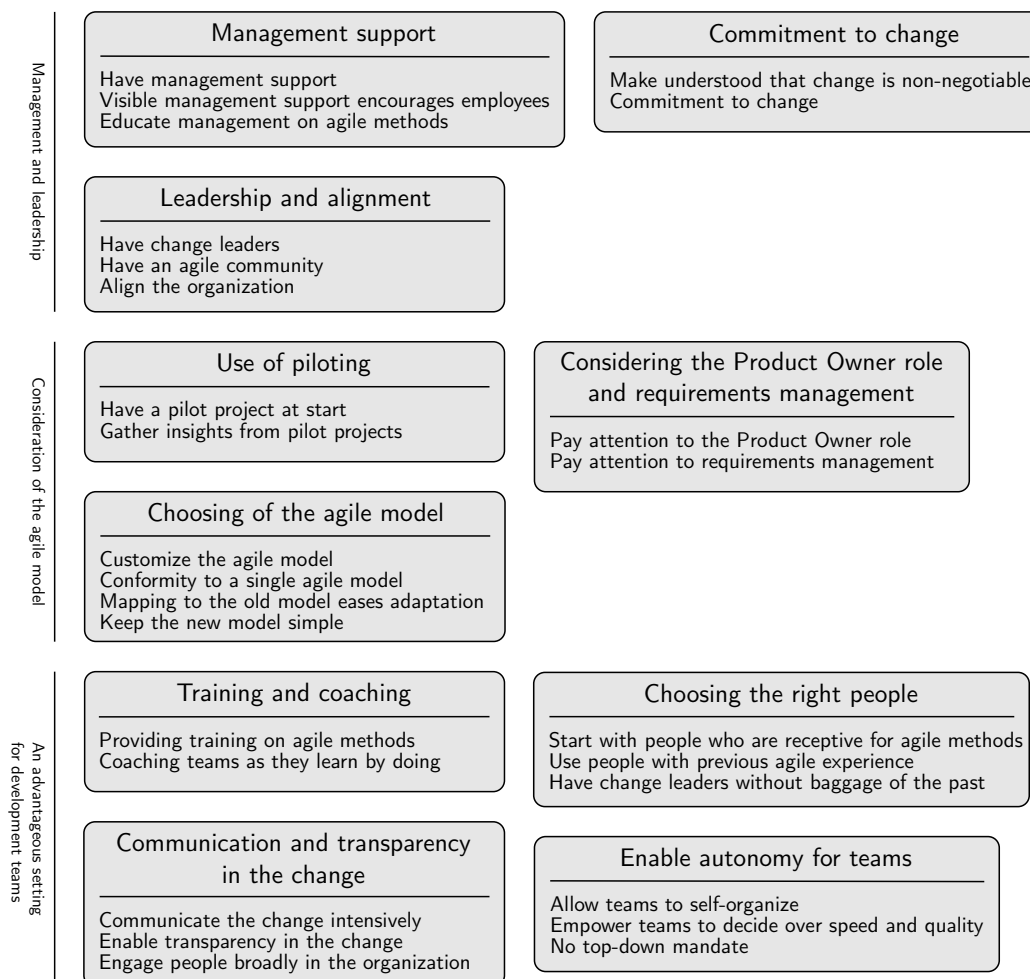 Management and leadership
Management support
Have management support
Visible management support encourages employees
Educate management on agile methods
Commitment to change
Make understood that change is non-negotiable
Commitment to change
Leadership and alignment
Have change leaders
Have an agile community
Align the organization
Consideration of the agile model
Use of piloting
Have a pilot project at start
Gather insights from pilot projects
Considering the Product Owner role
and requirements management
Pay attention to the Product Owner role
Pay attention to requirements management
Choosing of the agile model
Customize the agile model
Conformity to a single agile model
Mapping to the old model eases adaptation
Keep the new model simple
An advantageous setting
for development teams
Training and coaching
Providing training on agile methods
Coaching teams as they learn by doing
Choosing the right people
Start with people who are receptive for agile methods
Use people with previous agile experience
Have change leaders without baggage of the past
Communication and transparency
in the change
Communicate the change intensively
Enable transparency in the change
Engage people broadly in the organization
Enable autonomy for teams
Allow teams to self-organize
Empower teams to decide over speed and quality
No top-down mandate